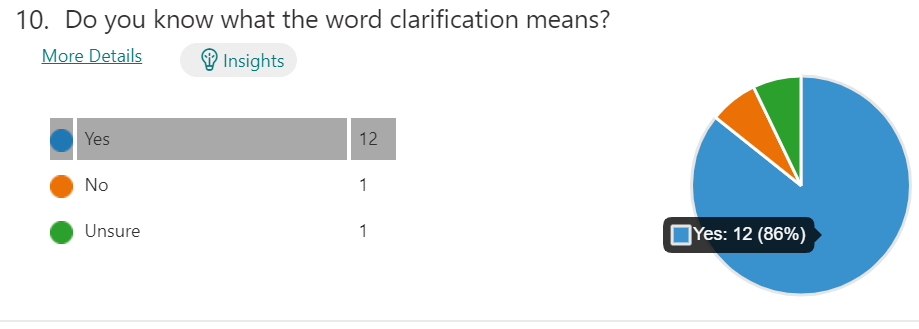 10. Do you know what the word clarification means?
More Details
Insights
Yes 12
No 1
Unsure 1
Yes: 12 (86%)